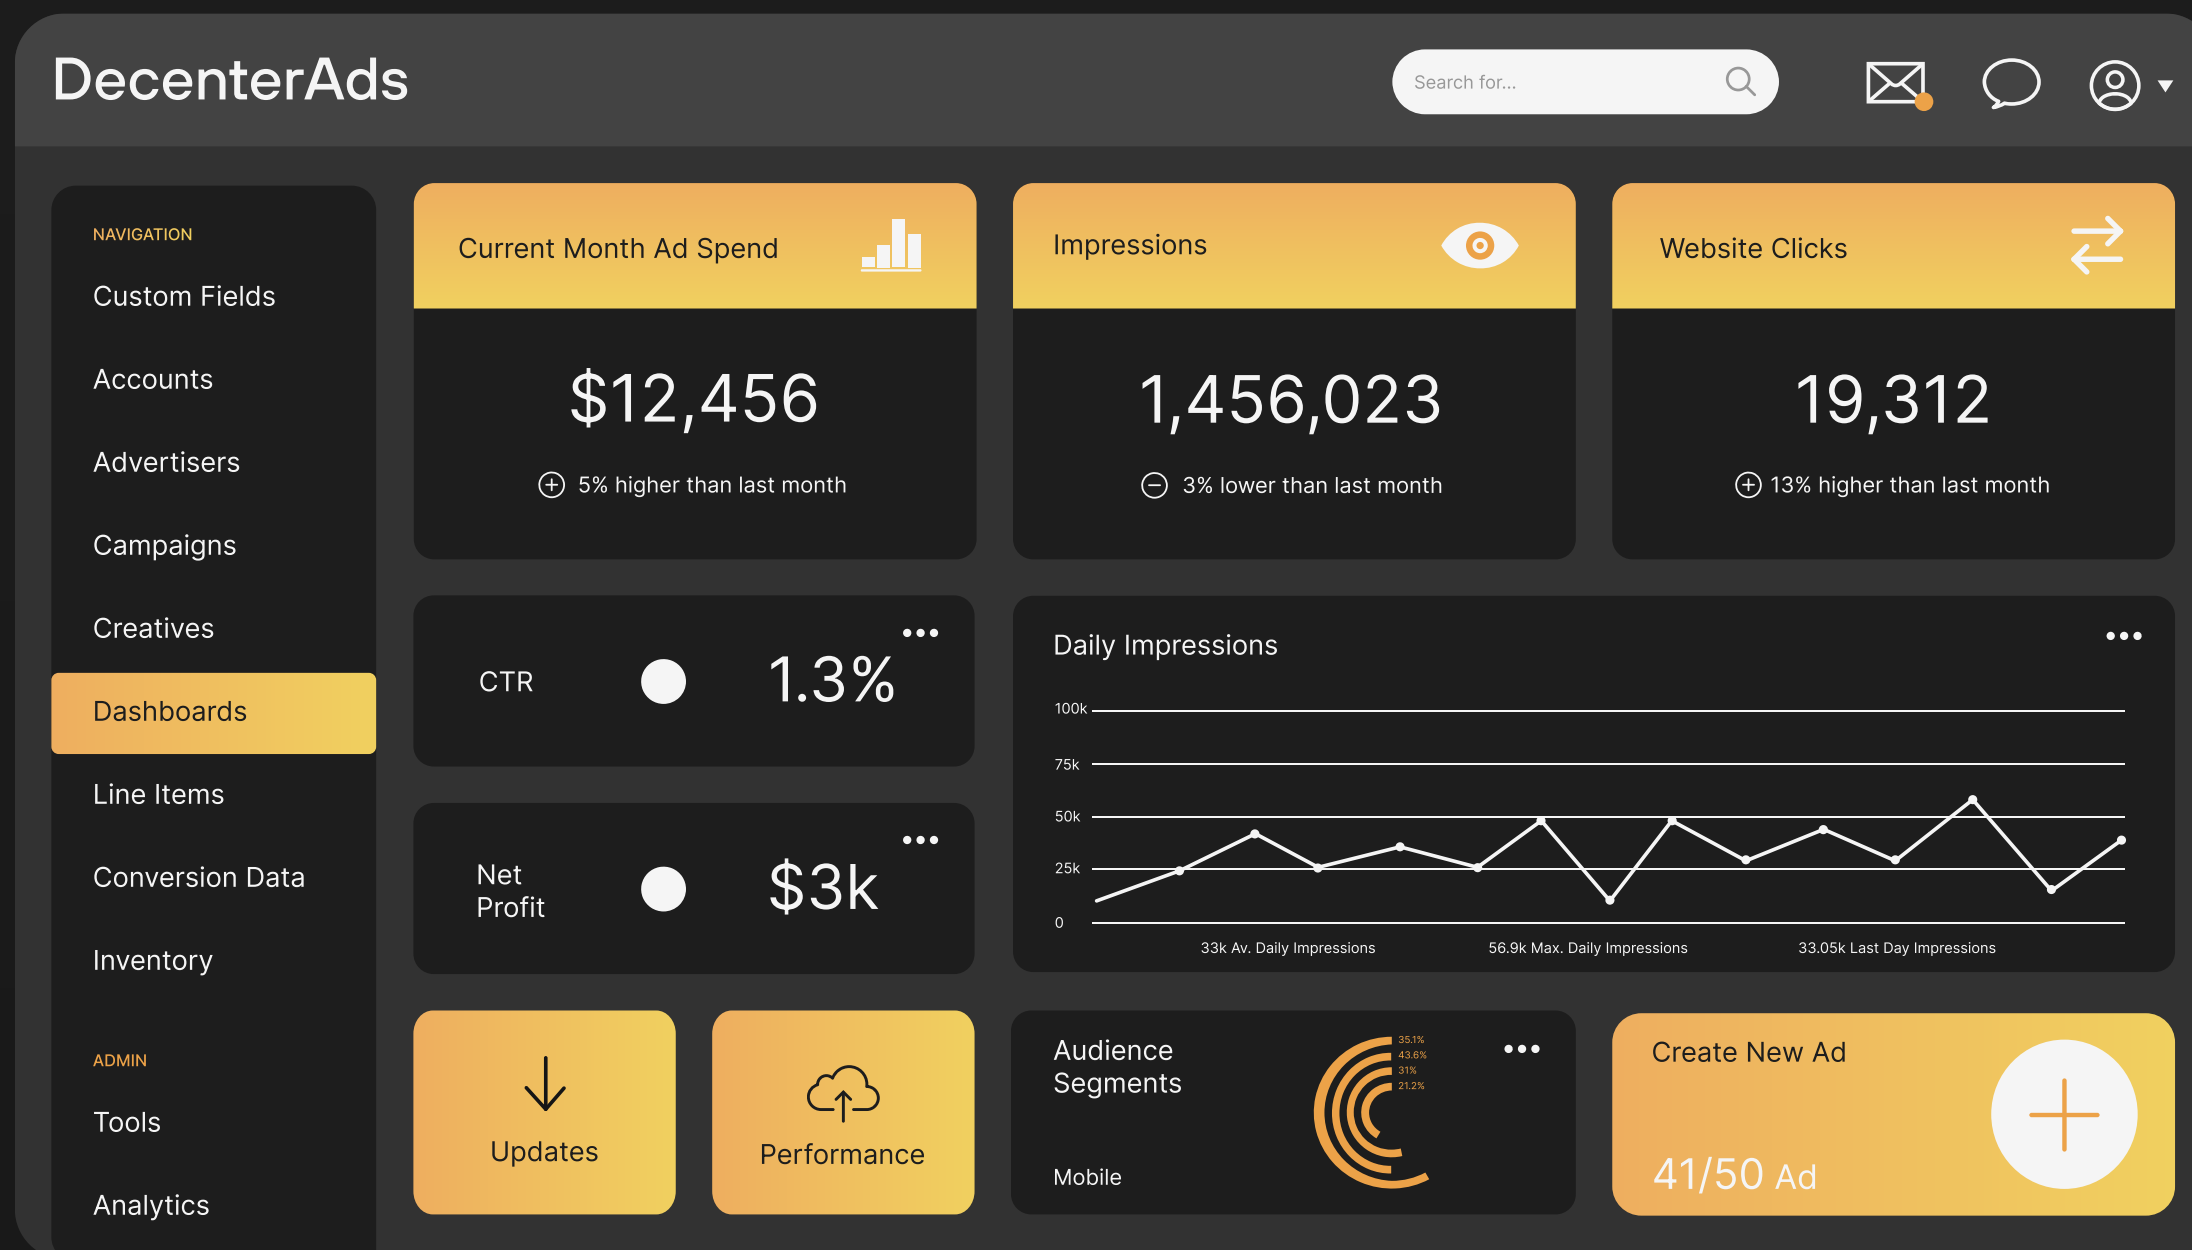 DecenterAds
Search for...
NAVIGATION
Custom Fields
Accounts
Advertisers
Campaigns
Creatives
Dashboards
Line Items
Conversion Data
Inventory
ADMIN
Tools
Analytics
Current Month Ad Spend
$12,456
5% higher than last month
Impressions
1,456,023
3% lower than last month
Website Clicks
19,312
13% higher than last month
CTR
1.3%
Net
Profit
$3k
Daily Impressions
100k
75k
50k
25k
0
33k Av. Daily Impressions
56.9k Max. Daily Impressions
33.05k Last Day Impressions
Updates
Performance
Audience
Segments
35.1%
43.6%
31%
21.2%
Mobile
Create New Ad
41/50 Ad